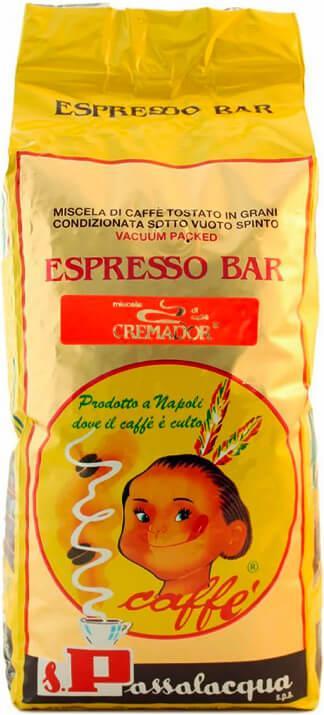 ESPRESSO BAR
MISCELA DI CAFFÈ TOSTATO IN GRANI
CONDIZIONATA SOTTO VUOTO SPINTO
VACUUM PACKED
ESPRESSO BAR
miscela di caffè
CREMADOR®
Prodotto a Napoli
dove il caffè è culto
®
caffè
S. Passalacqua
s.p.a.